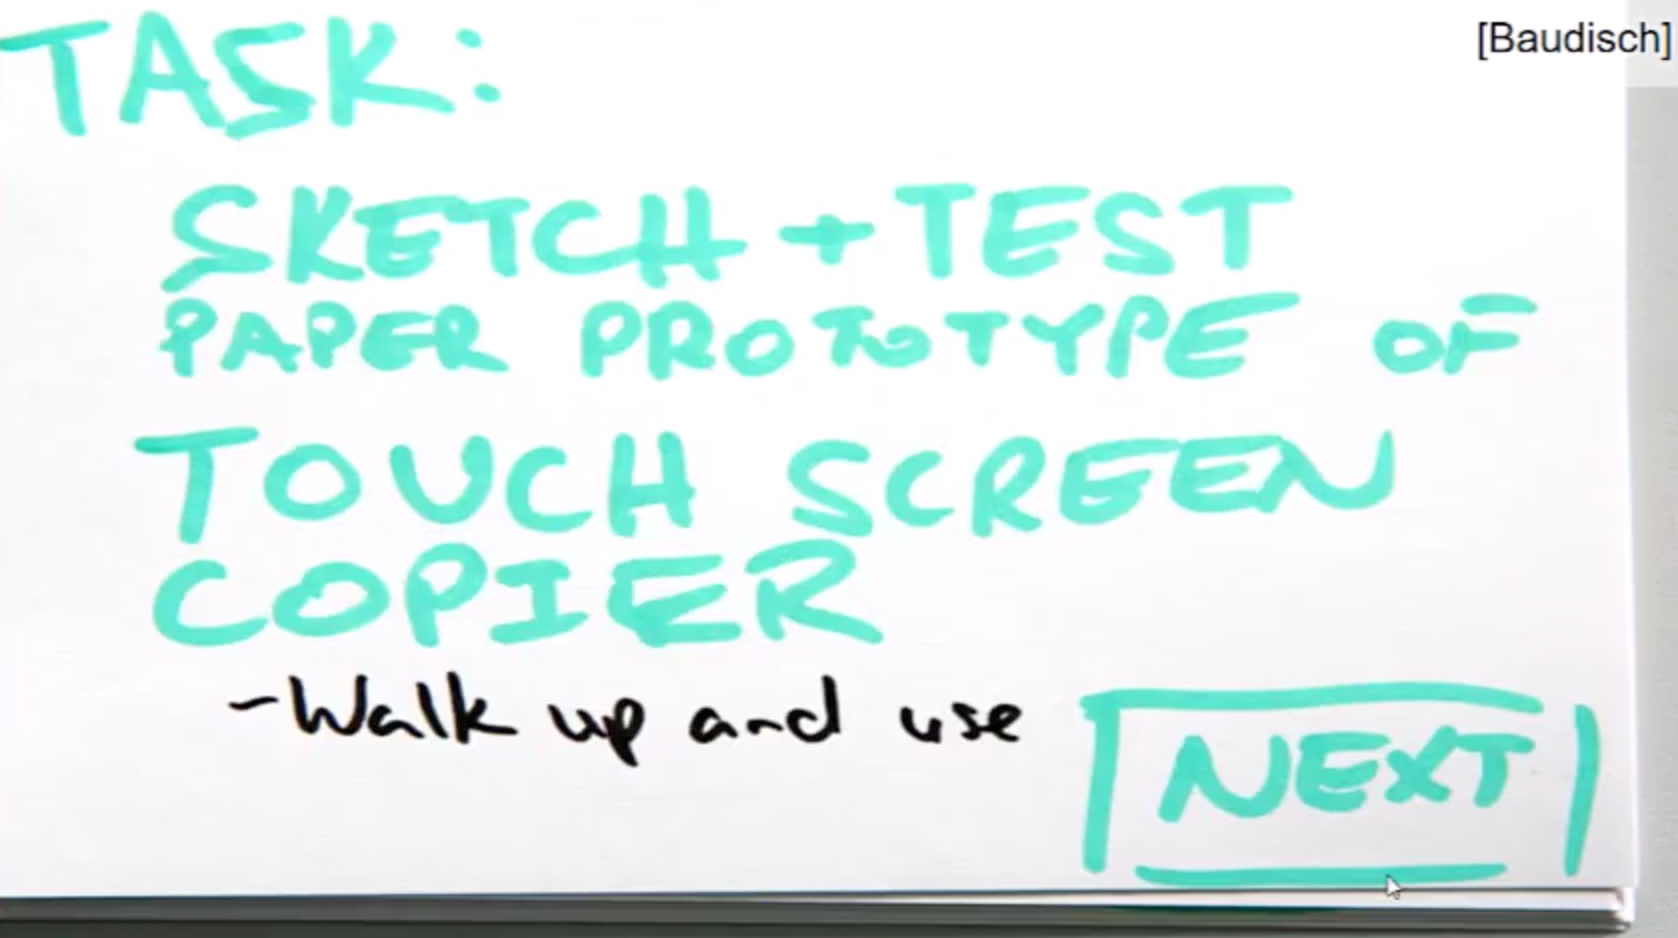 [Baudisch]
TASK:
SKETCH + TEST
PAPER PROTOTYPE OF
TOUCH SCREEN
COPIER
- Walk up and use
NEXT